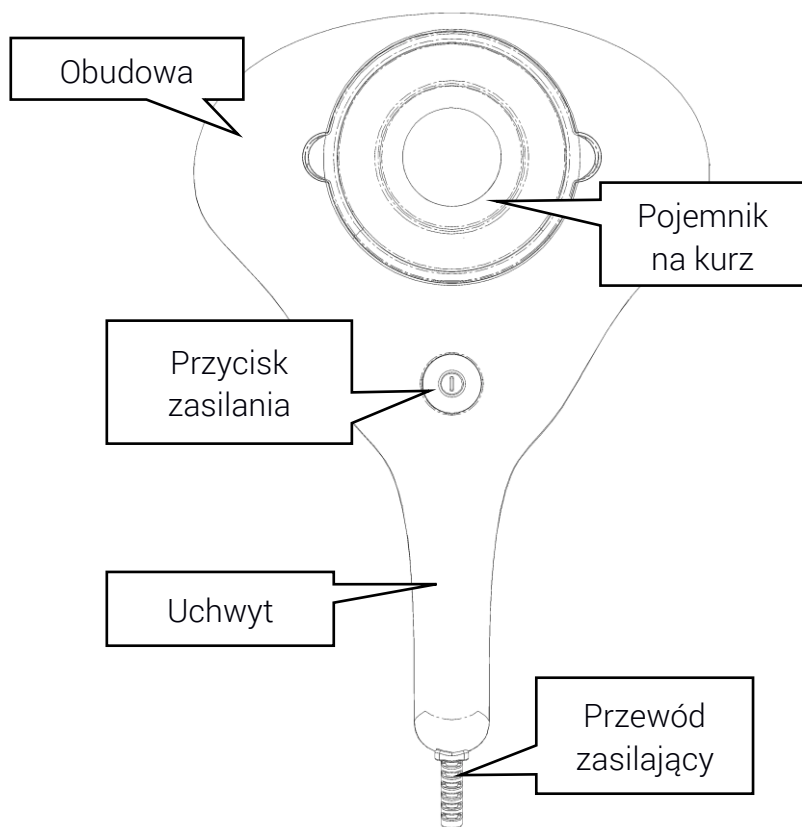 Obudowa
Pojemnik
na kurz
Przycisk
zasilania
Uchwyt
Przewód
zasilający